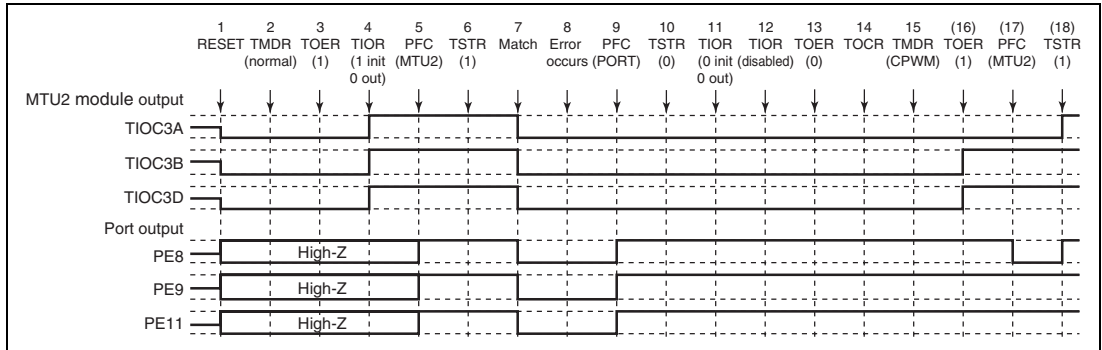 1 2 3 4 5 6 7 8 9 10 11 12 13 14 15 (16) (17) (18)
RESET TMDR TOER TIOR PFC TSTR Match Error PFC TSTR TIOR TIOR TOER TOCR TMDR TOER PFC TSTR
(normal) (1) (1 init (MTU2) (1) occurs (PORT) (0) (0 init (disabled) (0) (CPWM) (1) (MTU2) (1)
0 out) 0 out)
MTU2 module output
TIOC3A
TIOC3B
TIOC3D
Port output
PE8 High-Z
PE9 High-Z
PE11 High-Z